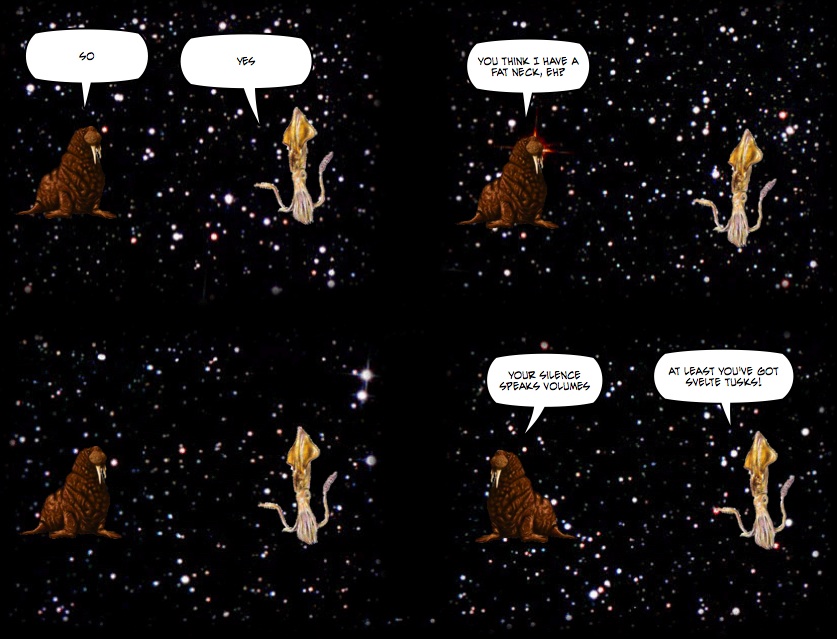 SO
YES
YOU THINK I HAVE A
FAT NECK, EH?
YOUR SILENCE
SPEAKS VOLUMES
AT LEAST YOU'VE GOT
SVELTE TUSKS!